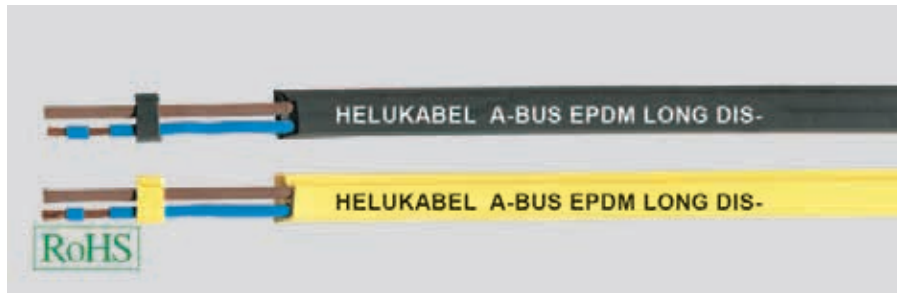 HELUKABEL A-BUS EPDM LONG DIS-
HELUKABEL A-BUS EPDM LONG DIS-
RoHS